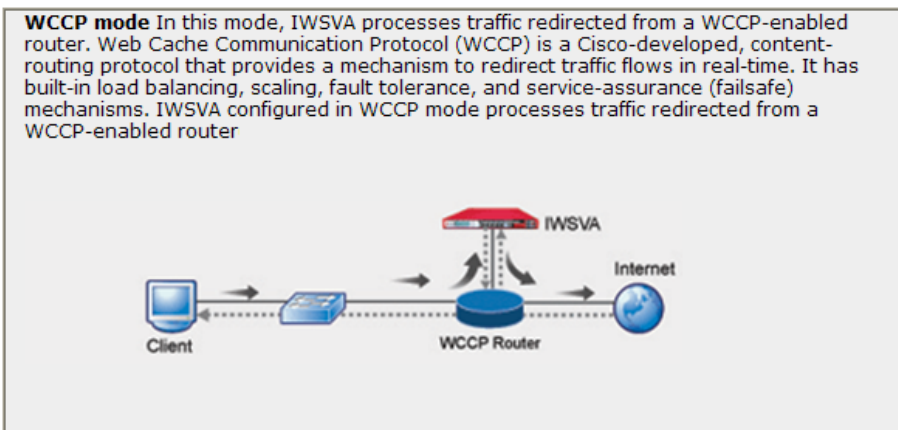 WCCP mode In this mode, IWSVA processes traffic redirected from a WCCP-enabled
router. Web Cache Communication Protocol (WCCP) is a Cisco-developed, content-
routing protocol that provides a mechanism to redirect traffic flows in real-time. It has
built-in load balancing, scaling, fault tolerance, and service-assurance (failsafe)
mechanisms. IWSVA configured in WCCP mode processes traffic redirected from a
WCCP-enabled router
IWSVA
Internet
Client
WCCP Router